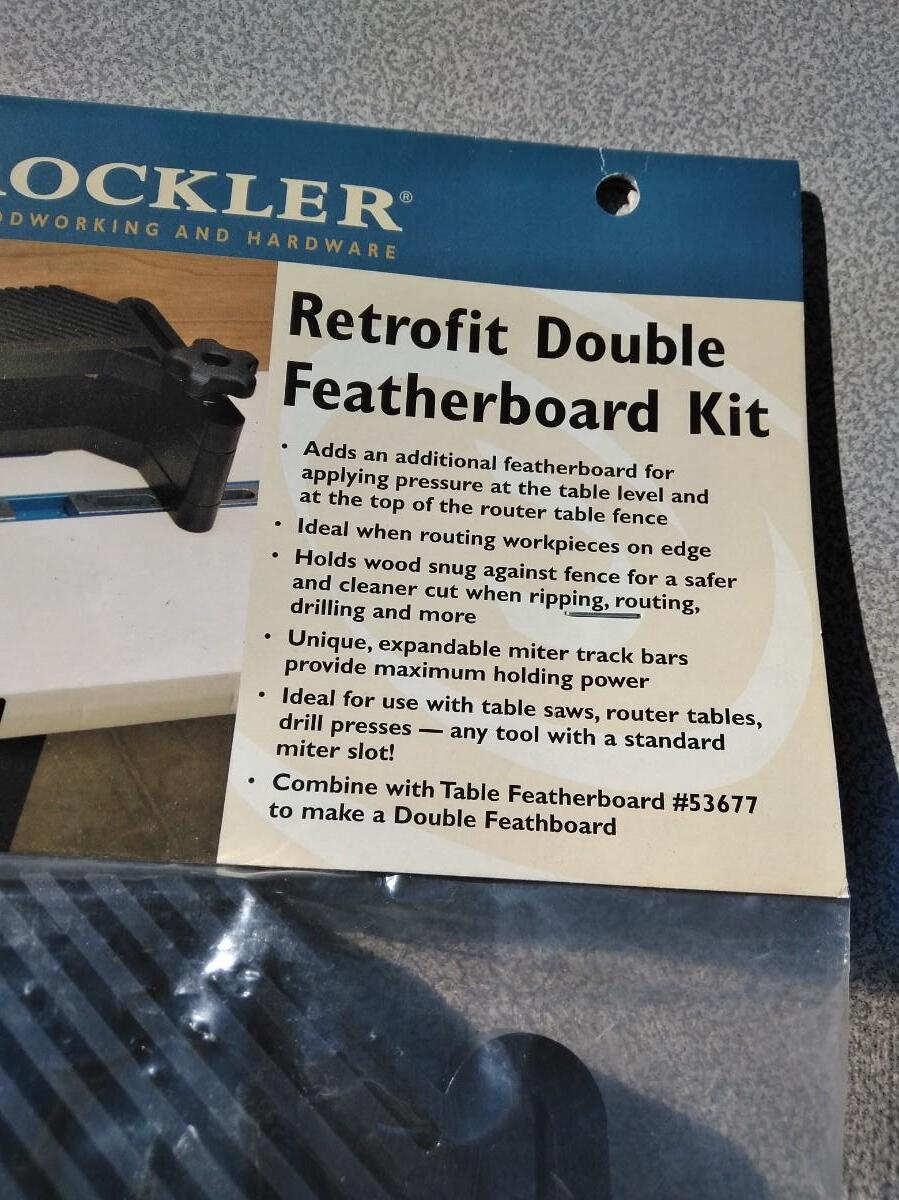 ROCKLER®
WOODWORKING AND HARDWARE
Retrofit Double
Featherboard Kit
• Adds an additional featherboard for
applying pressure at the table level and
at the top of the router table fence
• Ideal when routing workpieces on edge
• Holds wood snug against fence for a safer
and cleaner cut when ripping, routing,
drilling and more
• Unique, expandable miter track bars
provide maximum holding power
• Ideal for use with table saws, router tables,
drill presses — any tool with a standard
miter slot!
• Combine with Table Featherboard #53677
to make a Double Feathboard